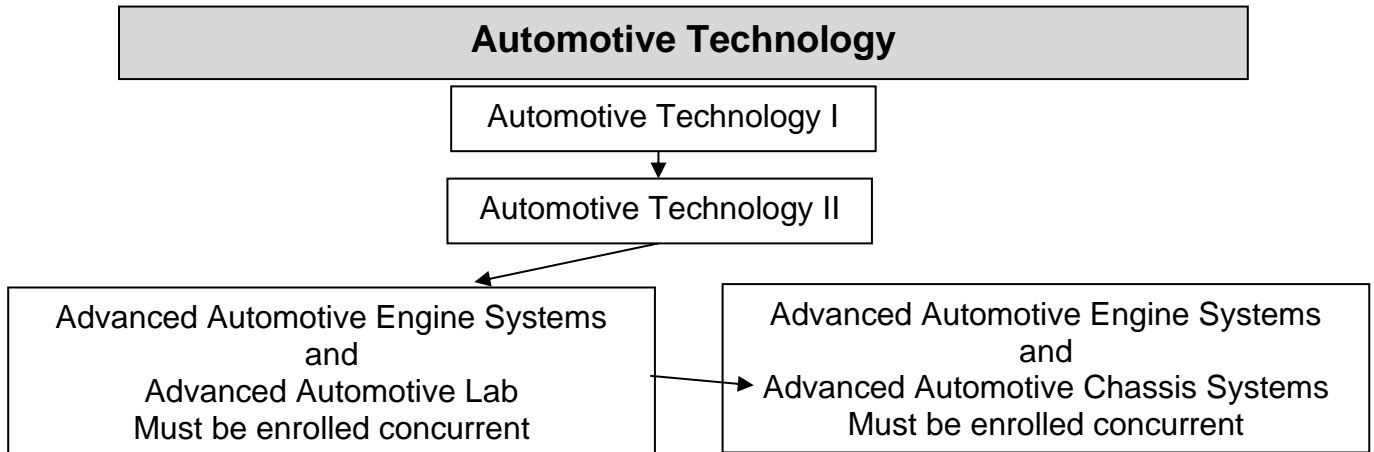 Automotive Technology
Automotive Technology I
Automotive Technology II
Advanced Automotive Engine Systems
and
Advanced Automotive Lab
Must be enrolled concurrent
Advanced Automotive Engine Systems
and
Advanced Automotive Chassis Systems
Must be enrolled concurrent